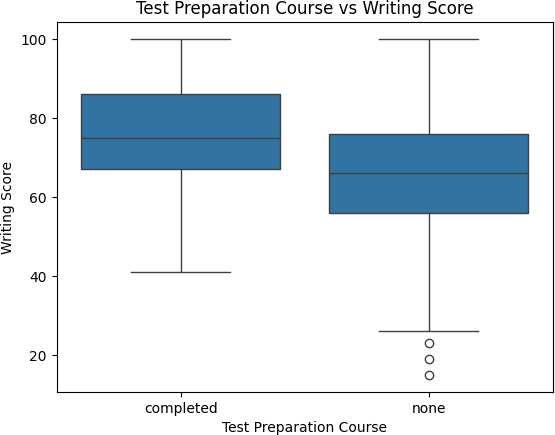 Test Preparation Course vs Writing Score
100
80
60
40
20
Writing Score
completed
none
Test Preparation Course